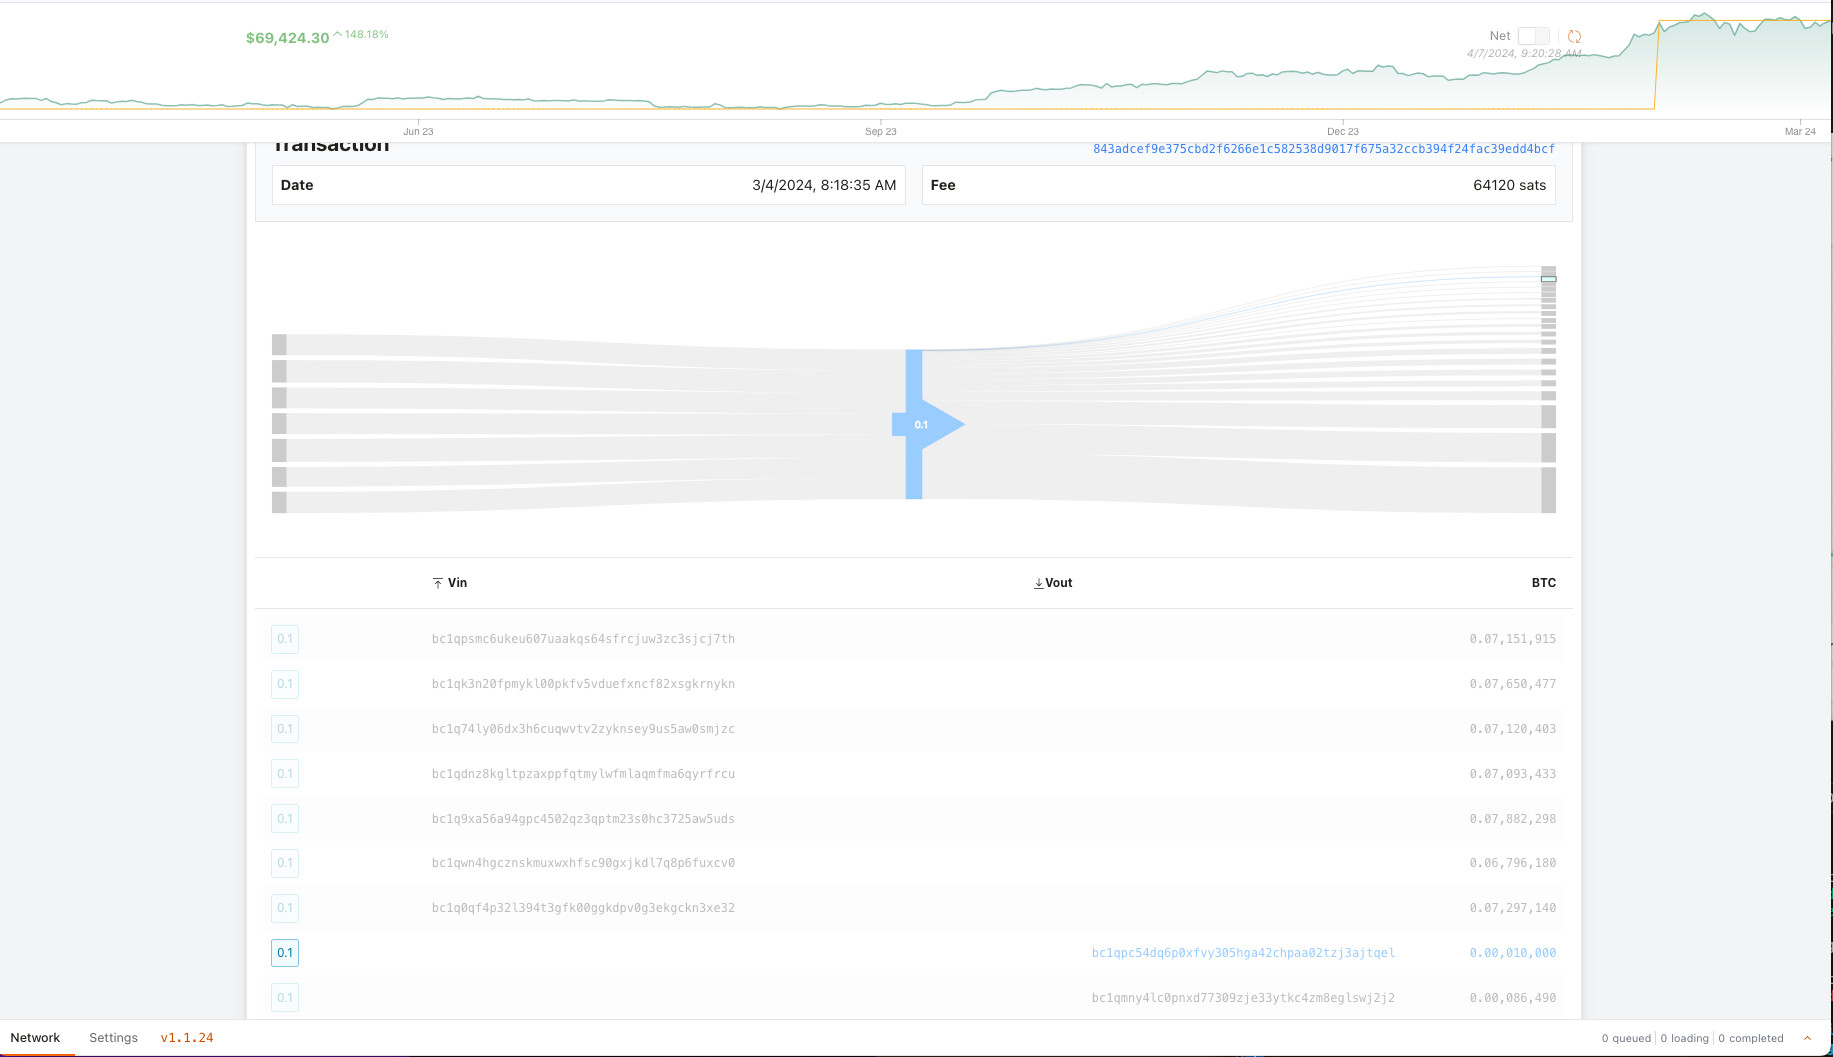 $69,424.30 148.18%
Net
4/7/2024, 9:20:28 AM
Jun 23 Sep 23 Dec 23 Mar 24
Transaction 843adcef9e375cbd2f6266e1c582538d9017f675a32ccb394f24fac39edd4bcf
Date 3/4/2024, 8:18:35 AM Fee 64120 sats
0.1
Vin Vout BTC
0.1 bc1qpsmc6ukeu607uaakqs64sfrcjuw3zc3sjcj7th 0.07,151,915
0.1 bc1qk3n20fpmykl00pkfv5vduefxncf82xsgkrnykn 0.07,650,477
0.1 bc1q74ly06dx3h6cuqwvtv2zyknsey9us5aw0smjzc 0.07,120,403
0.1 bc1qdnz8kgltpzaxppfqtmylwfmlaqmfma6qyrfrcu 0.07,093,433
0.1 bc1q9xa56a94gpc4502qz3qptm23s0hc3725aw5uds 0.07,882,298
0.1 bc1qwn4hgcznskmuxwxhfsc90gxjkdl7q8p6fuxcv0 0.06,796,180
0.1 bc1q0qf4p32l394t3gfk00ggkdpv0g3ekgckn3xe32 0.07,297,140
0.1 bc1qpc54dq6p0xfvy305hga42chpaa02tzj3ajtqel 0.00,010,000
0.1 bc1qmny4lc0pnxd77309zje33ytkc4zm8eglswj2j2 0.00,086,490
Network Settings v1.1.24 0 queued 0 loading 0 completed